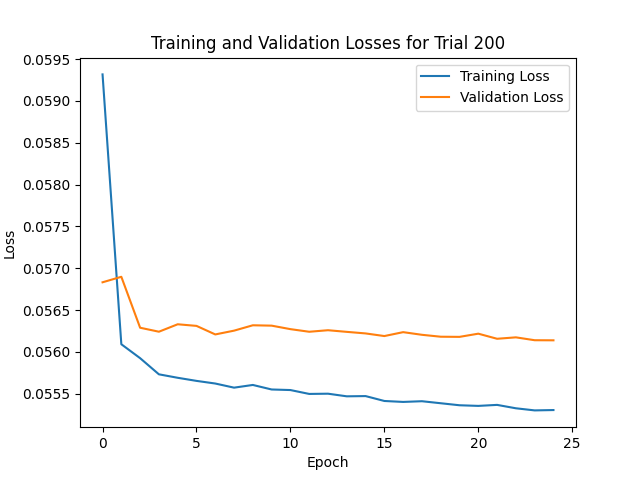 Training and Validation Losses for Trial 200
Training Loss
Validation Loss
Loss
0.0595
0.0590
0.0585
0.0580
0.0575
0.0570
0.0565
0.0560
0.0555
0 5 10 15 20 25
Epoch